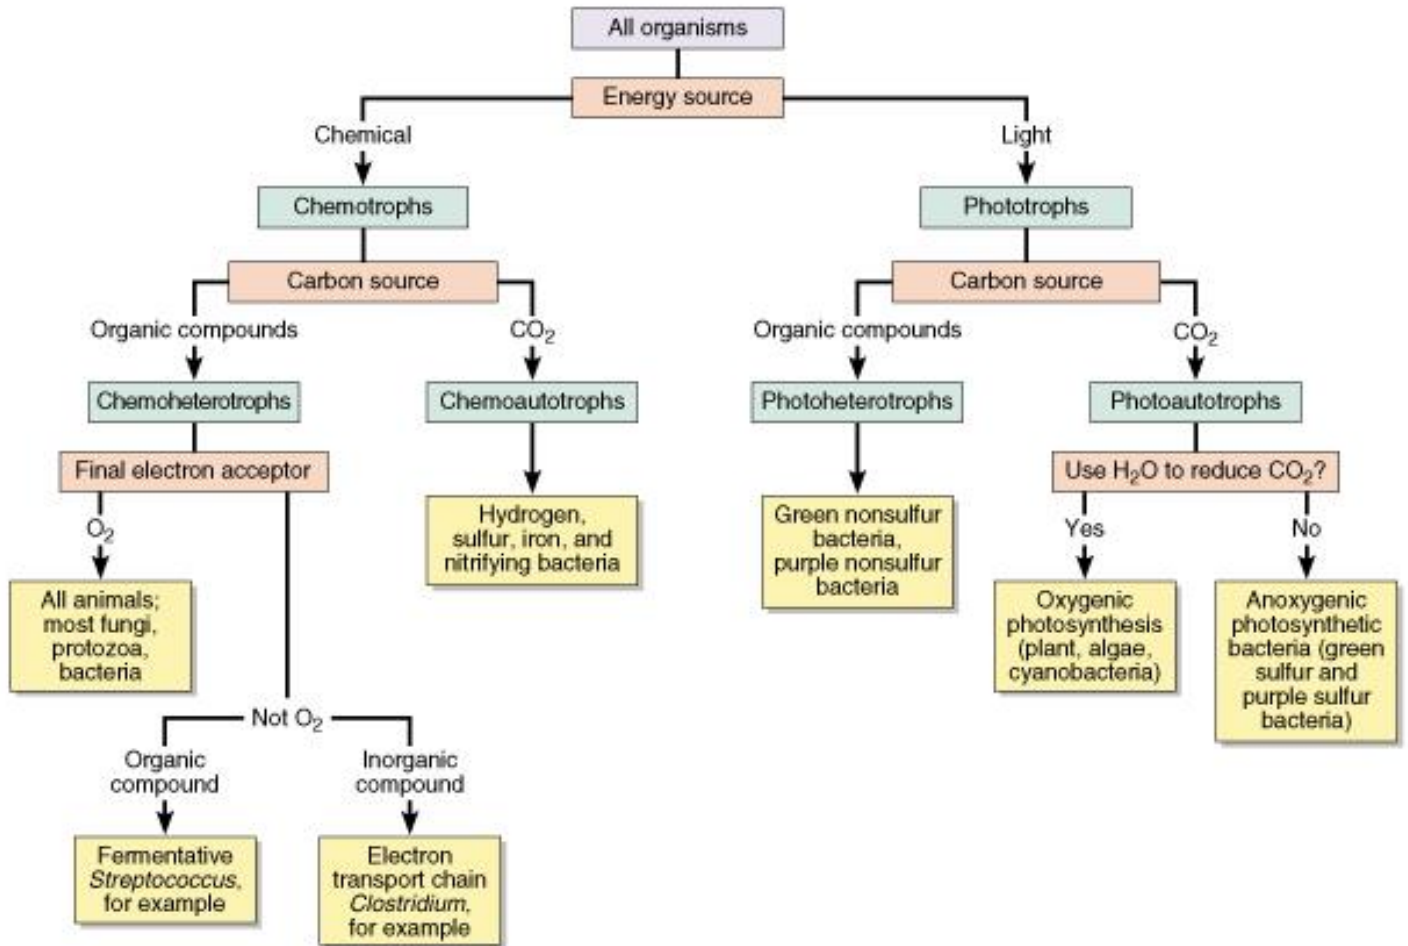 All organisms
Energy source
Chemical
Light
Chemotrophs
Phototrophs
Carbon source
Carbon source
Organic compounds
CO2
Organic compounds
CO2
Chemoheterotrophs
Chemoautotrophs
Photoheterotrophs
Photoautotrophs
Final electron acceptor
Use H2O to reduce CO2?
O2
Hydrogen,
sulfur, iron, and
nitrifying bacteria
Green nonsulfur
bacteria,
purple nonsulfur
bacteria
Yes
No
All animals;
most fungi,
protozoa,
bacteria
Oxygenic
photosynthesis
(plant, algae,
cyanobacteria)
Anoxygenic
photosynthetic
bacteria (green
sulfur and
purple sulfur
bacteria)
Not O2
Organic
compound
Inorganic
compound
Fermentative
Streptococcus,
for example
Electron
transport chain
Clostridium,
for example